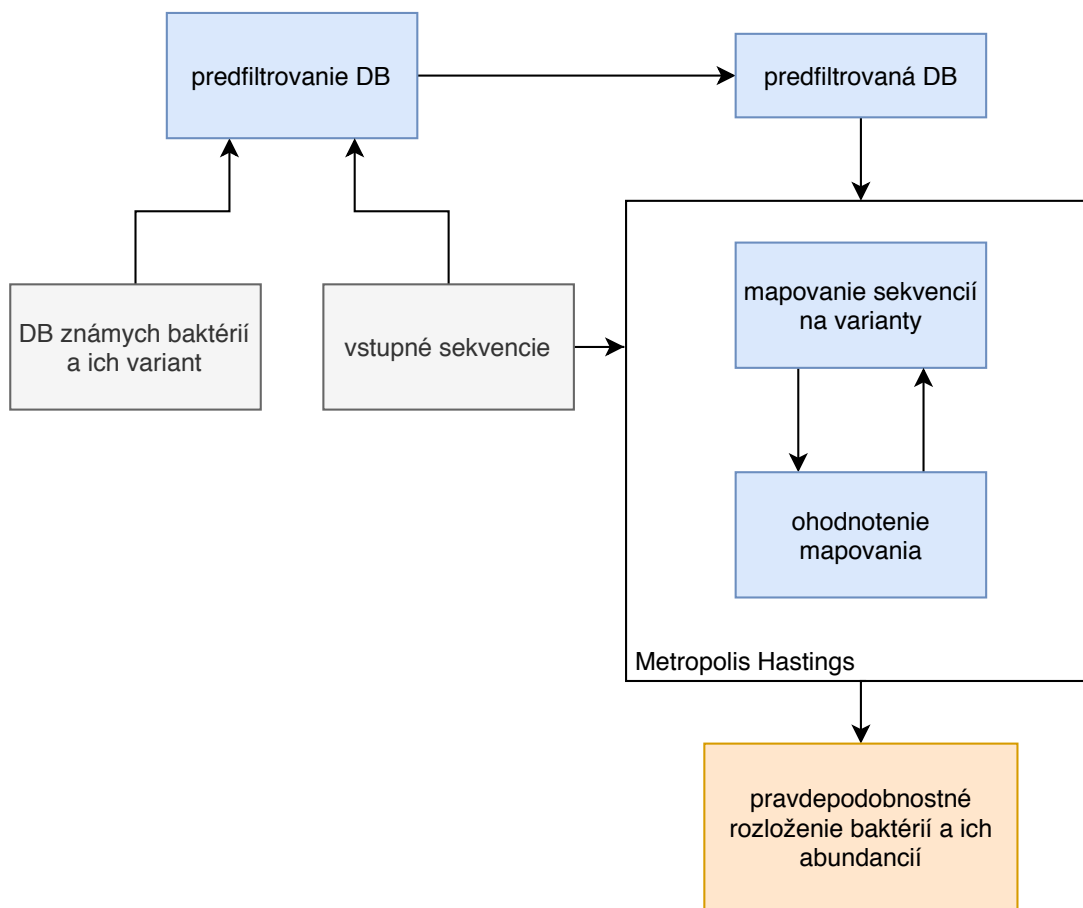 predfiltrovanie DB
predfiltrovaná DB
DB známych baktérií
a ich variant
vstupné sekvencie
mapovanie sekvencií
na varianty
ohodnotenie
mapovania
Metropolis Hastings
pravdepodobnostné
rozloženie baktérií a ich
abundancií